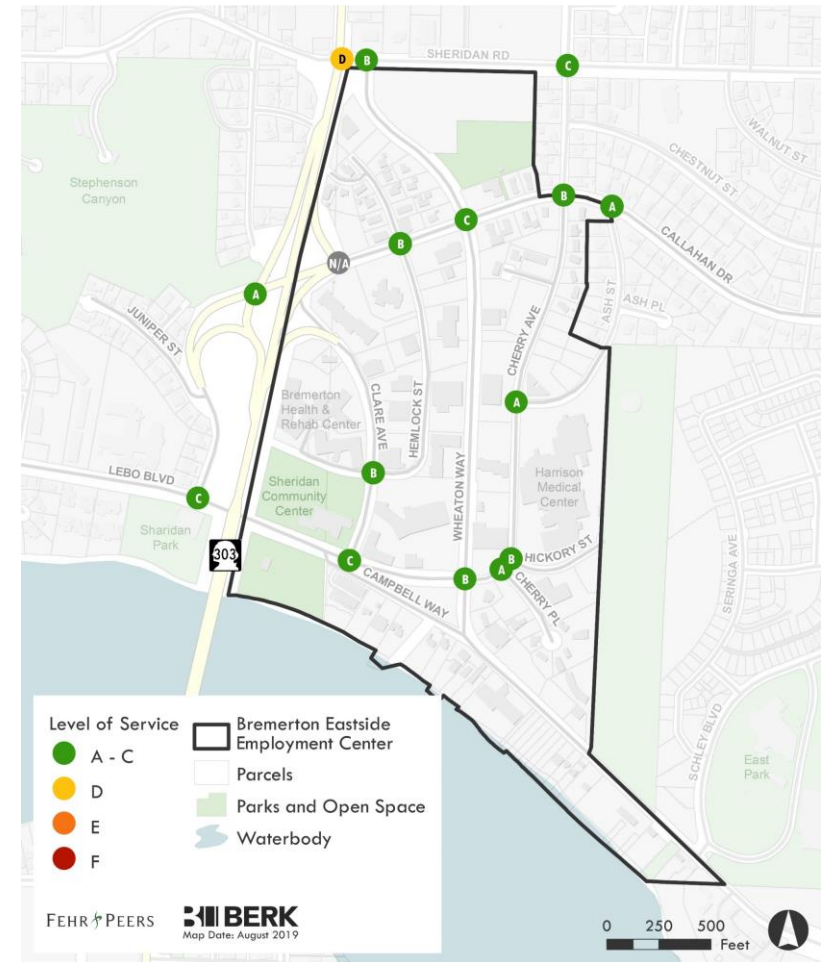 SHERIDAN RD
D
B
C
WALNUT ST
CHESTNUT ST
Stephenson
Canyon
B
A
C
B
CALLAHAN DR
N/A
A
ASH ST
ASH PL
JUNIPER ST
CHERRY AVE
Bremerton
Health &
Rehab Center
CLARE AVE
HEMLOCK ST
A
WHEATON WAY
LEBO BLVD
Sheridan
Community
Center
B
Harrison
Medical
Center
C
Sharidan
Park
303
C
CAMPBELL WAY
B
A
B
HICKORY ST
CHERRY PL
SERINGA AVE
SCHLEY BLVD
East
Park
Level of Service
A - C
D
E
F
Bremerton Eastside
Employment Center
Parcels
Parks and Open Space
Waterbody
FEHR PEERS
BERK
Map Date: August 2019
0 250 500
Feet